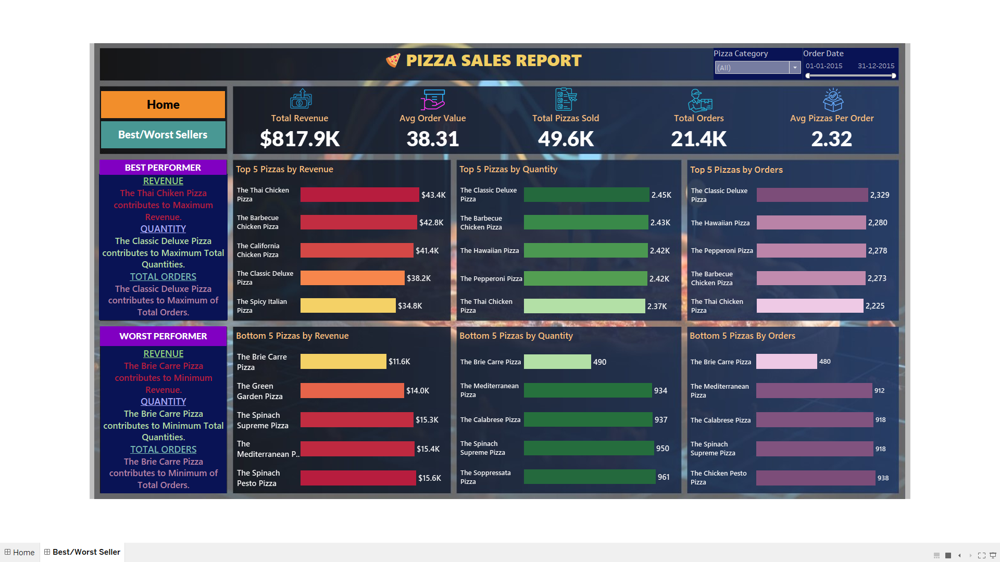 PIZZA SALES REPORT
Pizza Category
(All)
Order Date
01-01-2015
31-12-2015
Home
Best/Worst Sellers
Total Revenue
$817.9K
Avg Order Value
38.31
Total Pizzas Sold
49.6K
Total Orders
21.4K
Avg Pizzas Per Order
2.32
BEST PERFORMER
REVENUE
The Thai Chiken Pizza
contributes to Maximum
Revenue.
QUANTITY
The Classic Deluxe Pizza
contributes to Maximum Total
Quantities.
TOTAL ORDERS
The Classic Deluxe Pizza
contributes to Maximum of
Total Orders.
Top 5 Pizzas by Revenue
The Thai Chicken
Pizza
$43.4K
The Barbecue
Chicken Pizza
$42.8K
The California
Chicken Pizza
$41.4K
The Classic Deluxe
Pizza
$38.2K
The Spicy Italian
Pizza
$34.8K
Top 5 Pizzas by Quantity
The Classic Deluxe
Pizza
2.45K
The Barbecue
Chicken Pizza
2.43K
The Hawaiian Pizza
2.42K
The Pepperoni Pizza
2.42K
The Thai Chicken
Pizza
2.37K
Top 5 Pizzas by Orders
The Classic Deluxe
Pizza
2,329
The Hawaiian Pizza
2,280
The Pepperoni Pizza
2,278
The Barbecue
Chicken Pizza
2,273
The Thai Chicken
Pizza
2,225
WORST PERFORMER
REVENUE
The Brie Carre Pizza
contributes to Minimum
Revenue.
QUANTITY
The Brie Carre Pizza
contributes to Minimum Total
Quantities.
TOTAL ORDERS
The Brie Carre Pizza
contributes to Minimum of
Total Orders.
Bottom 5 Pizzas by Revenue
The Brie Carre
Pizza
$11.6K
The Green
Garden Pizza
$14.0K
The Spinach
Supreme Pizza
$15.3K
The
Mediterranean P..
$15.4K
The Spinach
Pesto Pizza
$15.6K
Bottom 5 Pizzas by Quantity
The Brie Carre Pizza
490
The Mediterranean
Pizza
934
The Calabrese Pizza
937
The Spinach
Supreme Pizza
950
The Soppressata
Pizza
961
Bottom 5 Pizzas By Orders
The Brie Carre Pizza
480
The Mediterranean
Pizza
912
The Calabrese Pizza
918
The Spinach
Supreme Pizza
918
The Chicken Pesto
Pizza
938
Home
Best/Worst Seller